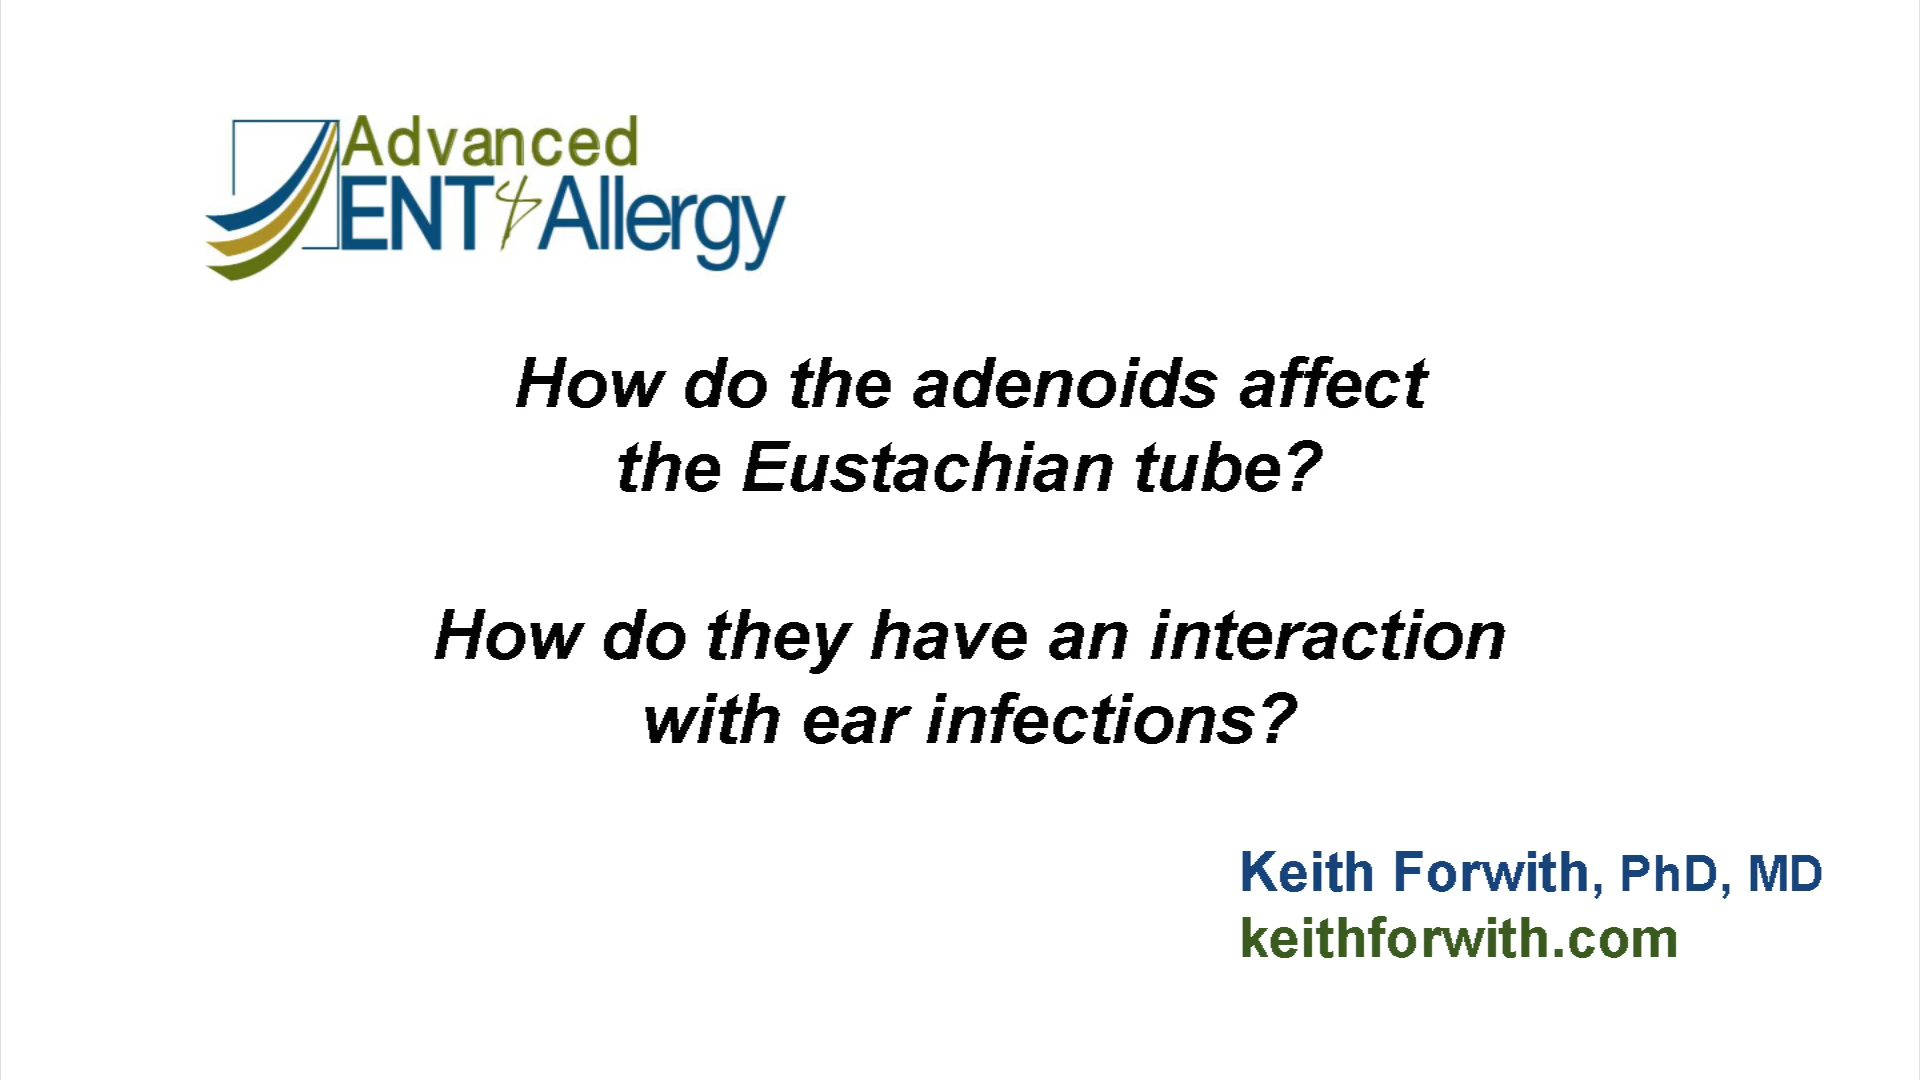 Advanced
ENT & Allergy
How do the adenoids affect
the Eustachian tube?
How do they have an interaction
with ear infections?
Keith Forwith, PhD, MD
keithforwith.com